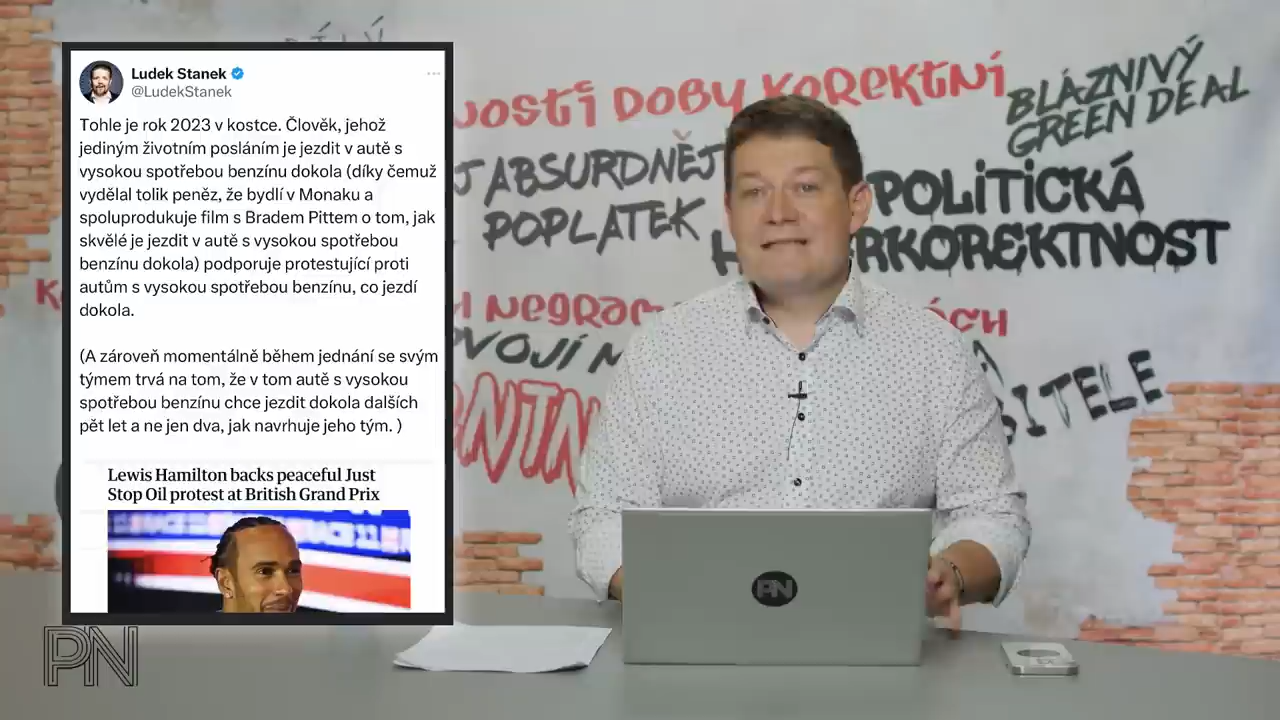 Ludek Stanek
@LudekStanek
Tohle je rok 2023 v kostce. Člověk, jehož
jediným životním posláním je jezdit v autě s
vysokou spotřebou benzínu dokola (díky čemuž
vydělal tolik peněz, že bydlí v Monaku a
spoluprodukuje film s Bradem Pittem o tom, jak
skvělé je jezdit v autě s vysokou spotřebou
benzínu dokola) podporuje protestující proti
autům s vysokou spotřebou benzínu, co jezdí
dokola.
(A zároveň momentálně během jednání se svým
týmem trvá na tom, že v tom autě s vysokou
spotřebou benzínu chce jezdit dokola dalších
pět let a ne jen dva, jak navrhuje jeho tým. )
Lewis Hamilton backs peaceful Just
Stop Oil protest at British Grand Prix
DOBY KOREKTNÍ
BLÁZNIVÝ
GREEN DEAL
POPLATEK
POLITICKÁ
PN
PN